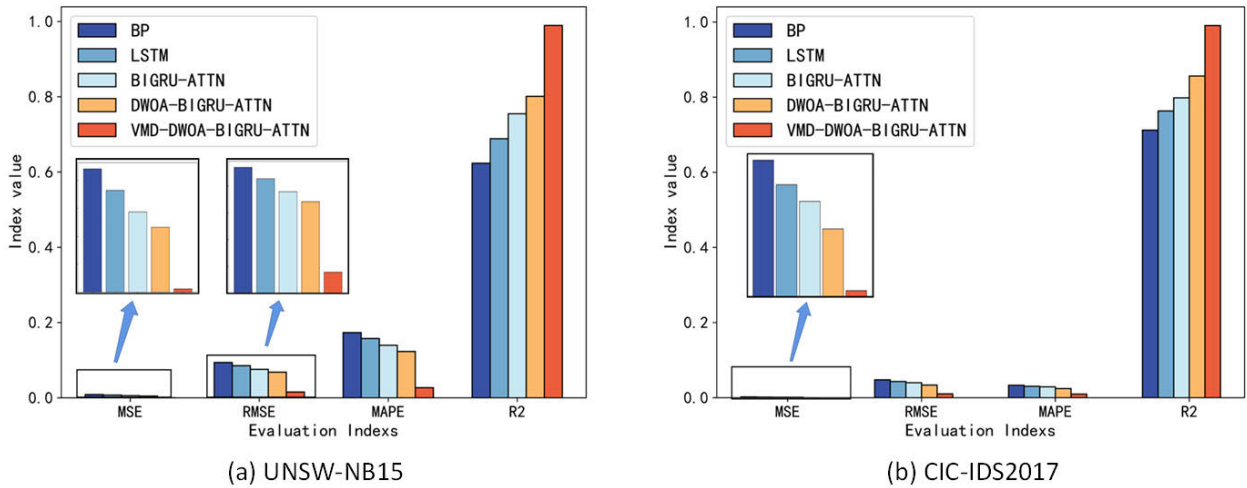 1.0
0.8
0.6
0.4
0.2
0.0
Index value
BP
LSTM
BIGRU-ATTN
DWOA-BIGRU-ATTN
VMD-DWOA-BIGRU-ATTN
MSE RMSE MAPE R2
Evaluation Indexs
(a) UNSW-NB15
1.0
0.8
0.6
0.4
0.2
0.0
Index value
BP
LSTM
BIGRU-ATTN
DWOA-BIGRU-ATTN
VMD-DWOA-BIGRU-ATTN
MSE RMSE MAPE R2
Evaluation Indexs
(b) CIC-IDS2017